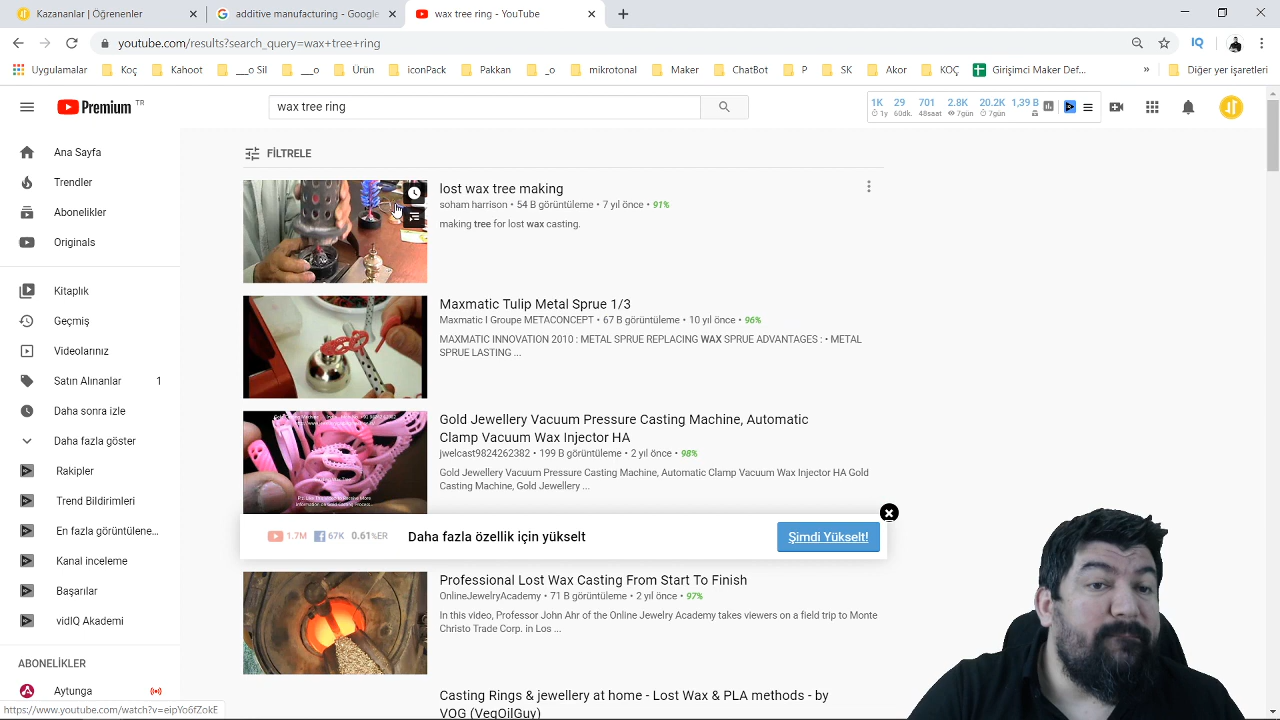 Aytunga Öğrenenler
wax tree ring - Google'da Ara
wax tree ring - YouTube
youtube.com/results?search_query=wax+tree+ring
IQ
Uygulamalar
Koç
Kahoot
___o Sil
___o
Ürün
iconPack
Pakkan
_o
mikrotonal
Maker
ChatBot
P
SK
Akor
KOÇ
Girişimci Maker Def...
»
Diğer yer işaretleri
Premium TR
wax tree ring
1K 29 701 2.8K 20.2K 1,39 B
1y 60dk. 48saat 7gün 7gün
Ana Sayfa
Trendler
Abonelikler
Originals
Kitaplık
Geçmiş
Videolarınız
Satın Alınanlar 1
Daha sonra izle
Daha fazla göster
Rakipler
Trend Bildirimleri
En fazla görüntülene...
Kanal inceleme
Başarılar
vidIQ Akademi
ABONELİKLER
Aytunga
https://www.youtube.com/watch?v=eipYo6fZokE
FİLTRELE
lost wax tree making
soham harrison • 54 B görüntüleme • 7 yıl önce • 91%
making tree for lost wax casting.
Maxmatic Tulip Metal Sprue 1/3
Maxmatic I Groupe METACONCEPT • 67 B görüntüleme • 10 yıl önce • 96%
MAXMATIC INNOVATION 2010 : METAL SPRUE REPLACING WAX SPRUE ADVANTAGES : • METAL
SPRUE LASTING ...
Gold Jewellery Vacuum Pressure Casting Machine, Automatic
Clamp Vacuum Wax Injector HA
jwelcast9824262382 • 199 B görüntüleme • 2 yıl önce • 98%
Gold Jewellery Vacuum Pressure Casting Machine, Automatic Clamp Vacuum Wax Injector HA Gold
Casting Machine, Gold Jewellery ...
1.7M 67K 0.61%ER Daha fazla özellik için yükselt Şimdi Yükselt!
Professional Lost Wax Casting From Start To Finish
OnlineJewelryAcademy • 71 B görüntüleme • 2 yıl önce • 97%
In this video, Professor John Ahr of the Online Jewelry Academy takes viewers on a field trip to Monte
Christo Trade Corp. in Los ...
Casting Rings & jewellery at home - Lost Wax & PLA methods - by
VOG (VegOilGuy)